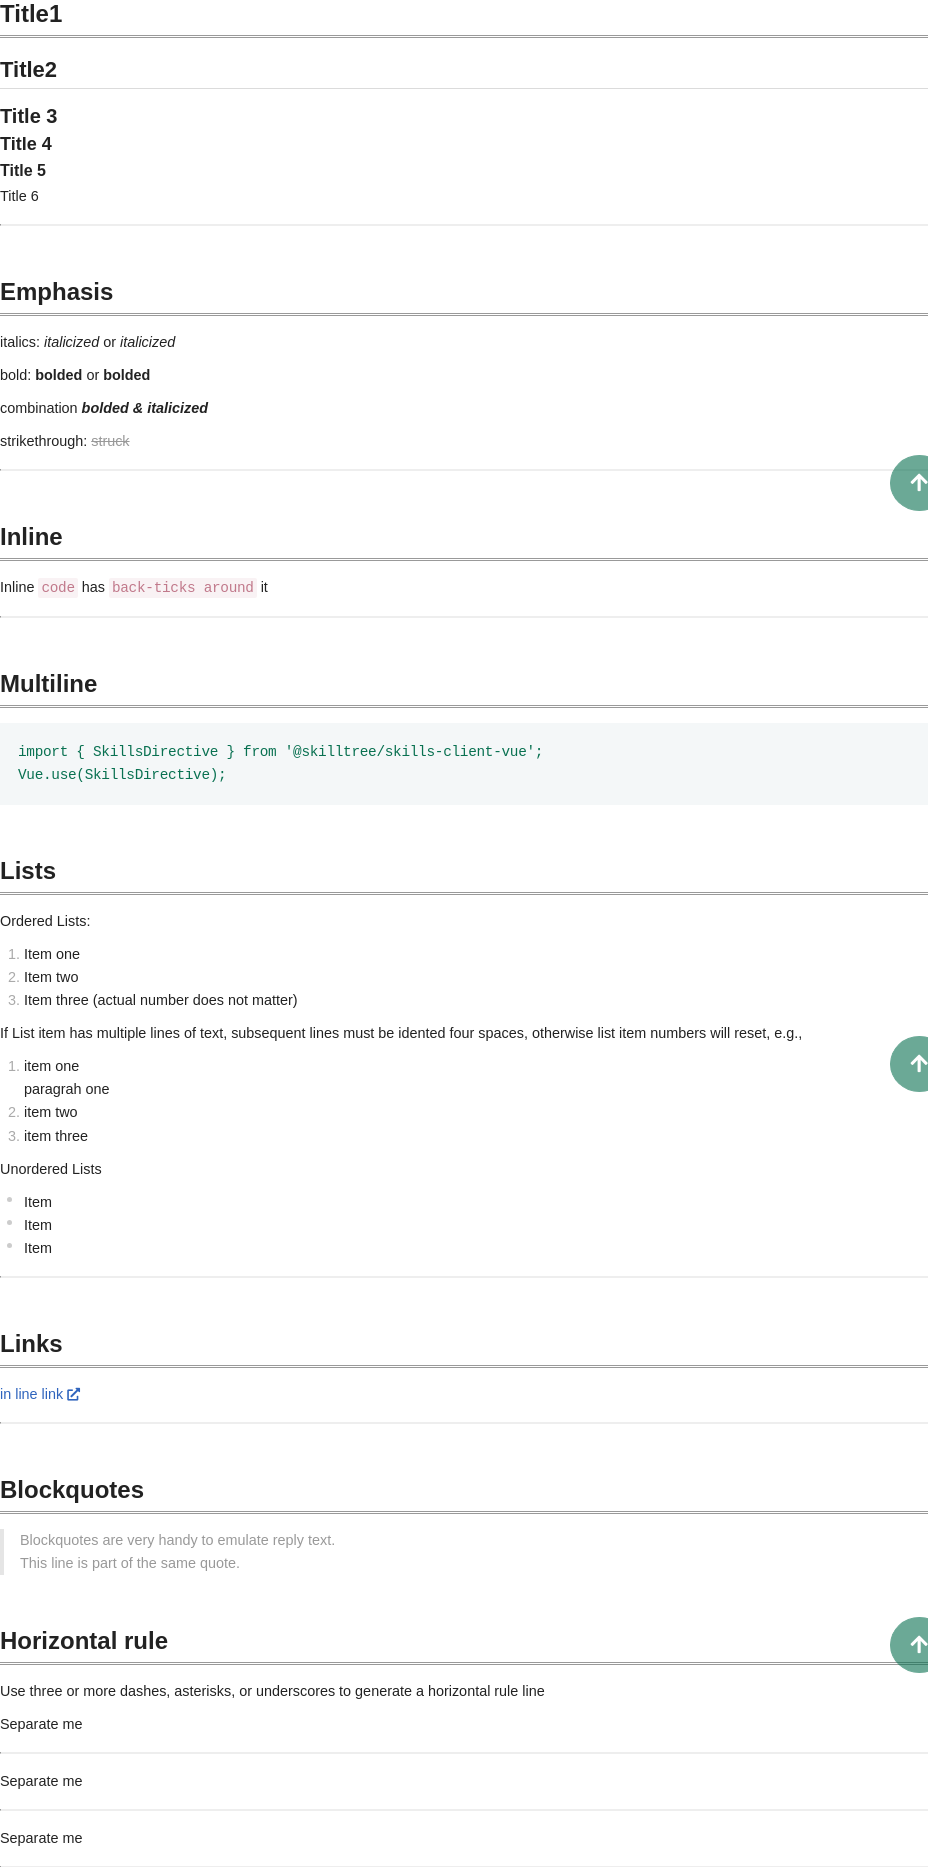 Title1
Title2
Title 3
Title 4
Title 5
Title 6
Emphasis
italics: italicized or italicized
bold: bolded or bolded
combination bolded & italicized
strikethrough: struck
Inline
Inline code has back-ticks around it
Multiline
import { SkillsDirective } from '@skilltree/skills-client-vue';
Vue.use(SkillsDirective);
Lists
Ordered Lists:
1. Item one
2. Item two
3. Item three (actual number does not matter)
If List item has multiple lines of text, subsequent lines must be idented four spaces, otherwise list item numbers will reset, e.g.,
1. item one
paragrah one
2. item two
3. item three
Unordered Lists
• Item
• Item
• Item
Links
in line link
Blockquotes
Blockquotes are very handy to emulate reply text.
This line is part of the same quote.
Horizontal rule
Use three or more dashes, asterisks, or underscores to generate a horizontal rule line
Separate me
Separate me
Separate me